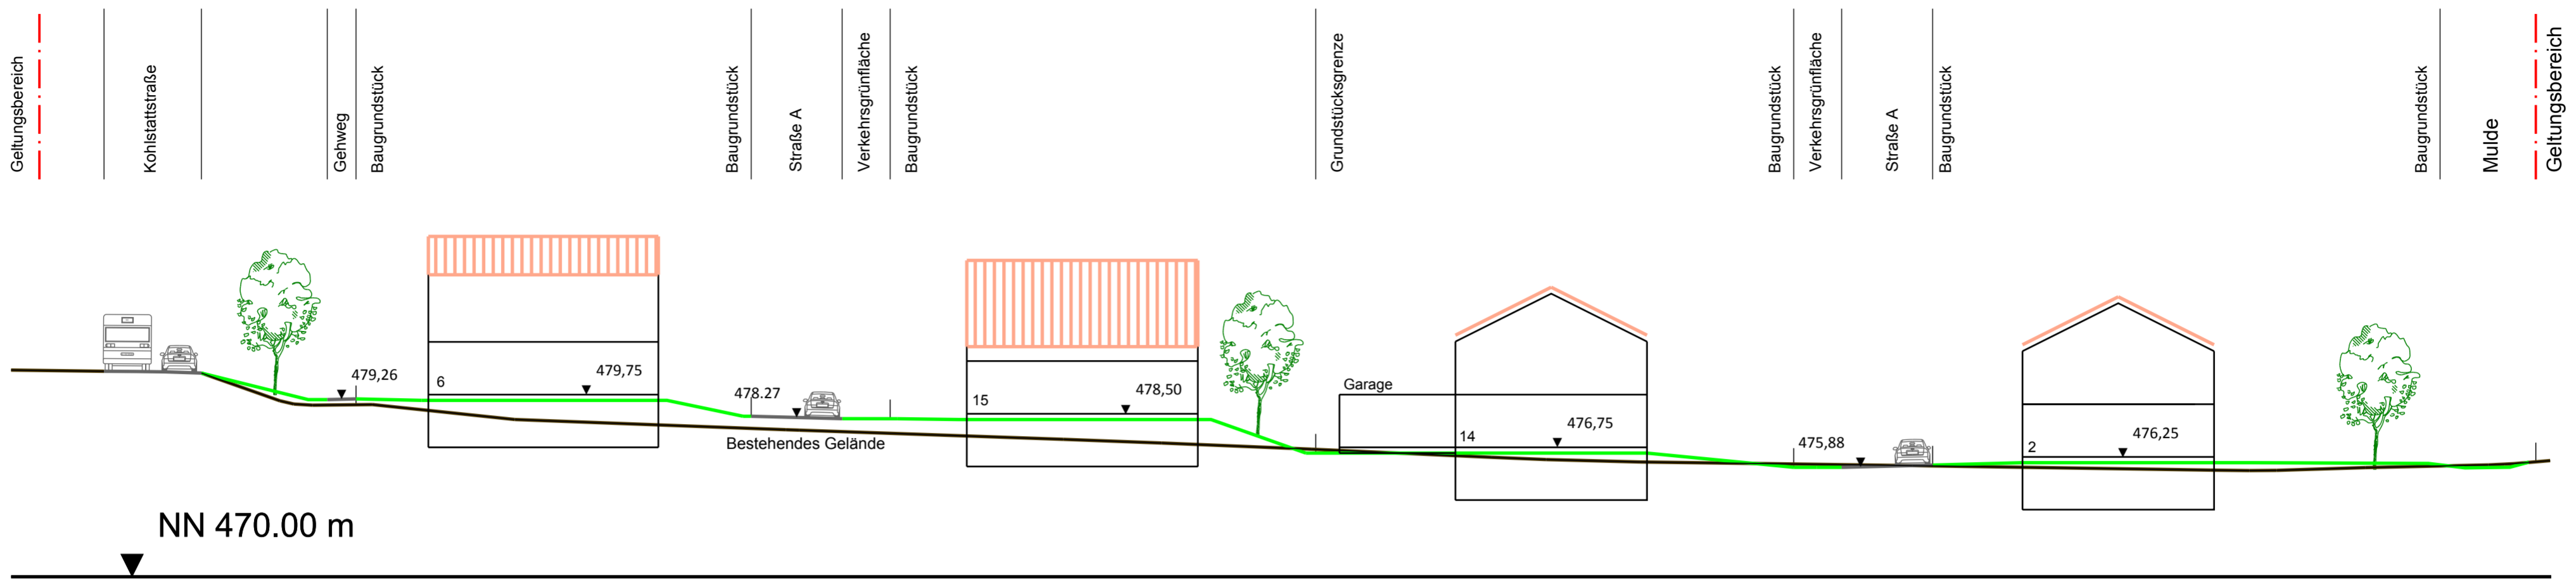 Geltungsbereich
Kohlstattstraße
Gehweg
Baugrundstück
Baugrundstück
Straße A
Verkehrsgrünfläche
Baugrundstück
Grundstücksgrenze
Baugrundstück
Verkehrsgrünfläche
Straße A
Baugrundstück
Baugrundstück
Mulde
Geltungsbereich
479,26
6
479,75
478.27
Bestehendes Gelände
15
478,50
Garage
14
476,75
475,88
2
476,25
NN 470.00 m